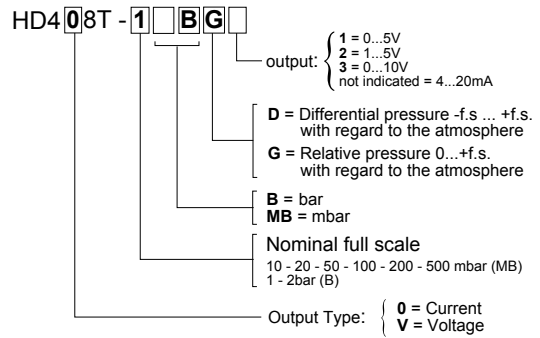 HD408T-1 BG
output:
1 = 0...5V
2 = 1...5V
3 = 0...10V
not indicated = 4...20mA
D = Differential pressure -f.s ... +f.s.
with regard to the atmosphere
G = Relative pressure 0...+f.s.
with regard to the atmosphere
B = bar
MB = mbar
Nominal full scale
10 - 20 - 50 - 100 - 200 - 500 mbar (MB)
1 - 2bar (B)
Output Type:
0 = Current
V = Voltage